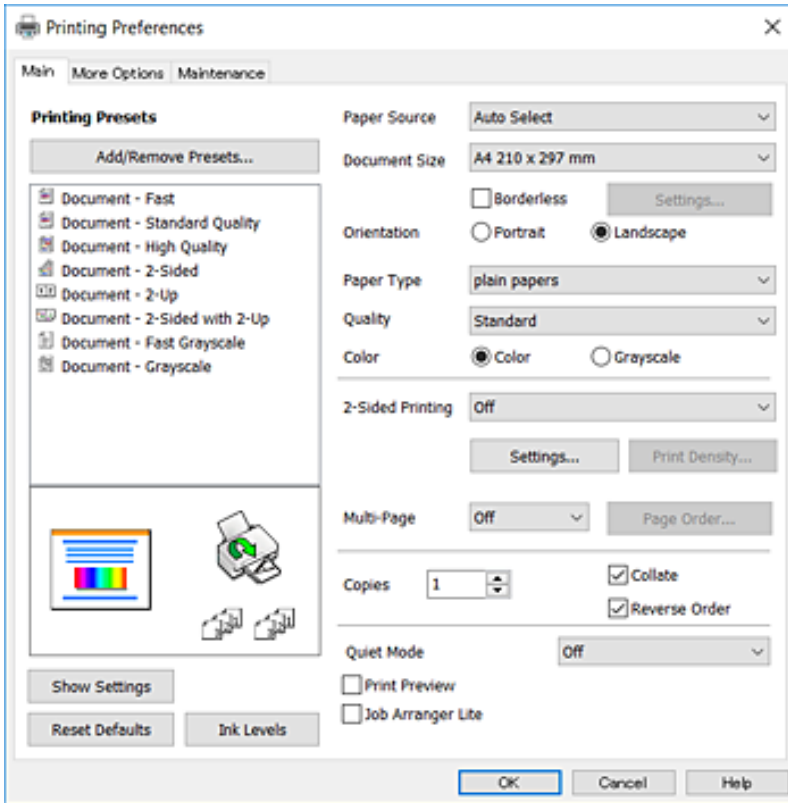 Printing Preferences
Main More Options Maintenance
Printing Presets
Add/Remove Presets...
Document - Fast
Document - Standard Quality
Document - High Quality
Document - 2-Sided
Document - 2-Up
Document - 2-Sided with 2-Up
Document - Fast Grayscale
Document - Grayscale
Show Settings
Reset Defaults Ink Levels
Paper Source Auto Select
Document Size A4 210 x 297 mm
Borderless Settings...
Orientation Portrait Landscape
Paper Type plain papers
Quality Standard
Color Color Grayscale
2-Sided Printing Off
Settings... Print Density...
Multi-Page Off Page Order...
Copies 1 Collate
Reverse Order
Quiet Mode Off
Print Preview
Job Arranger Lite
OK Cancel Help